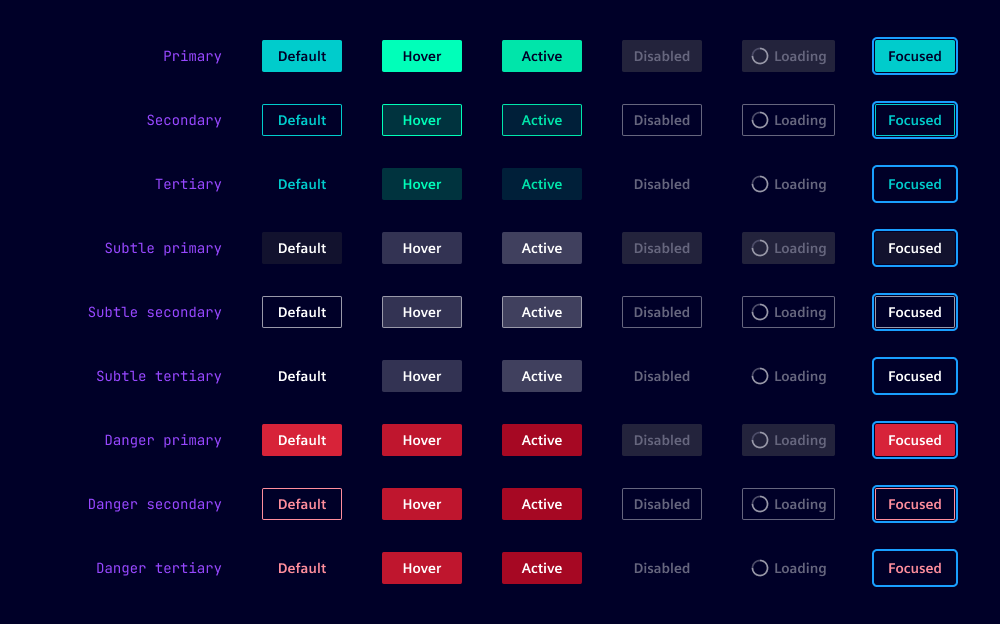 Primary Default Hover Active Disabled Loading Focused
Secondary Default Hover Active Disabled Loading Focused
Tertiary Default Hover Active Disabled Loading Focused
Subtle primary Default Hover Active Disabled Loading Focused
Subtle secondary Default Hover Active Disabled Loading Focused
Subtle tertiary Default Hover Active Disabled Loading Focused
Danger primary Default Hover Active Disabled Loading Focused
Danger secondary Default Hover Active Disabled Loading Focused
Danger tertiary Default Hover Active Disabled Loading Focused